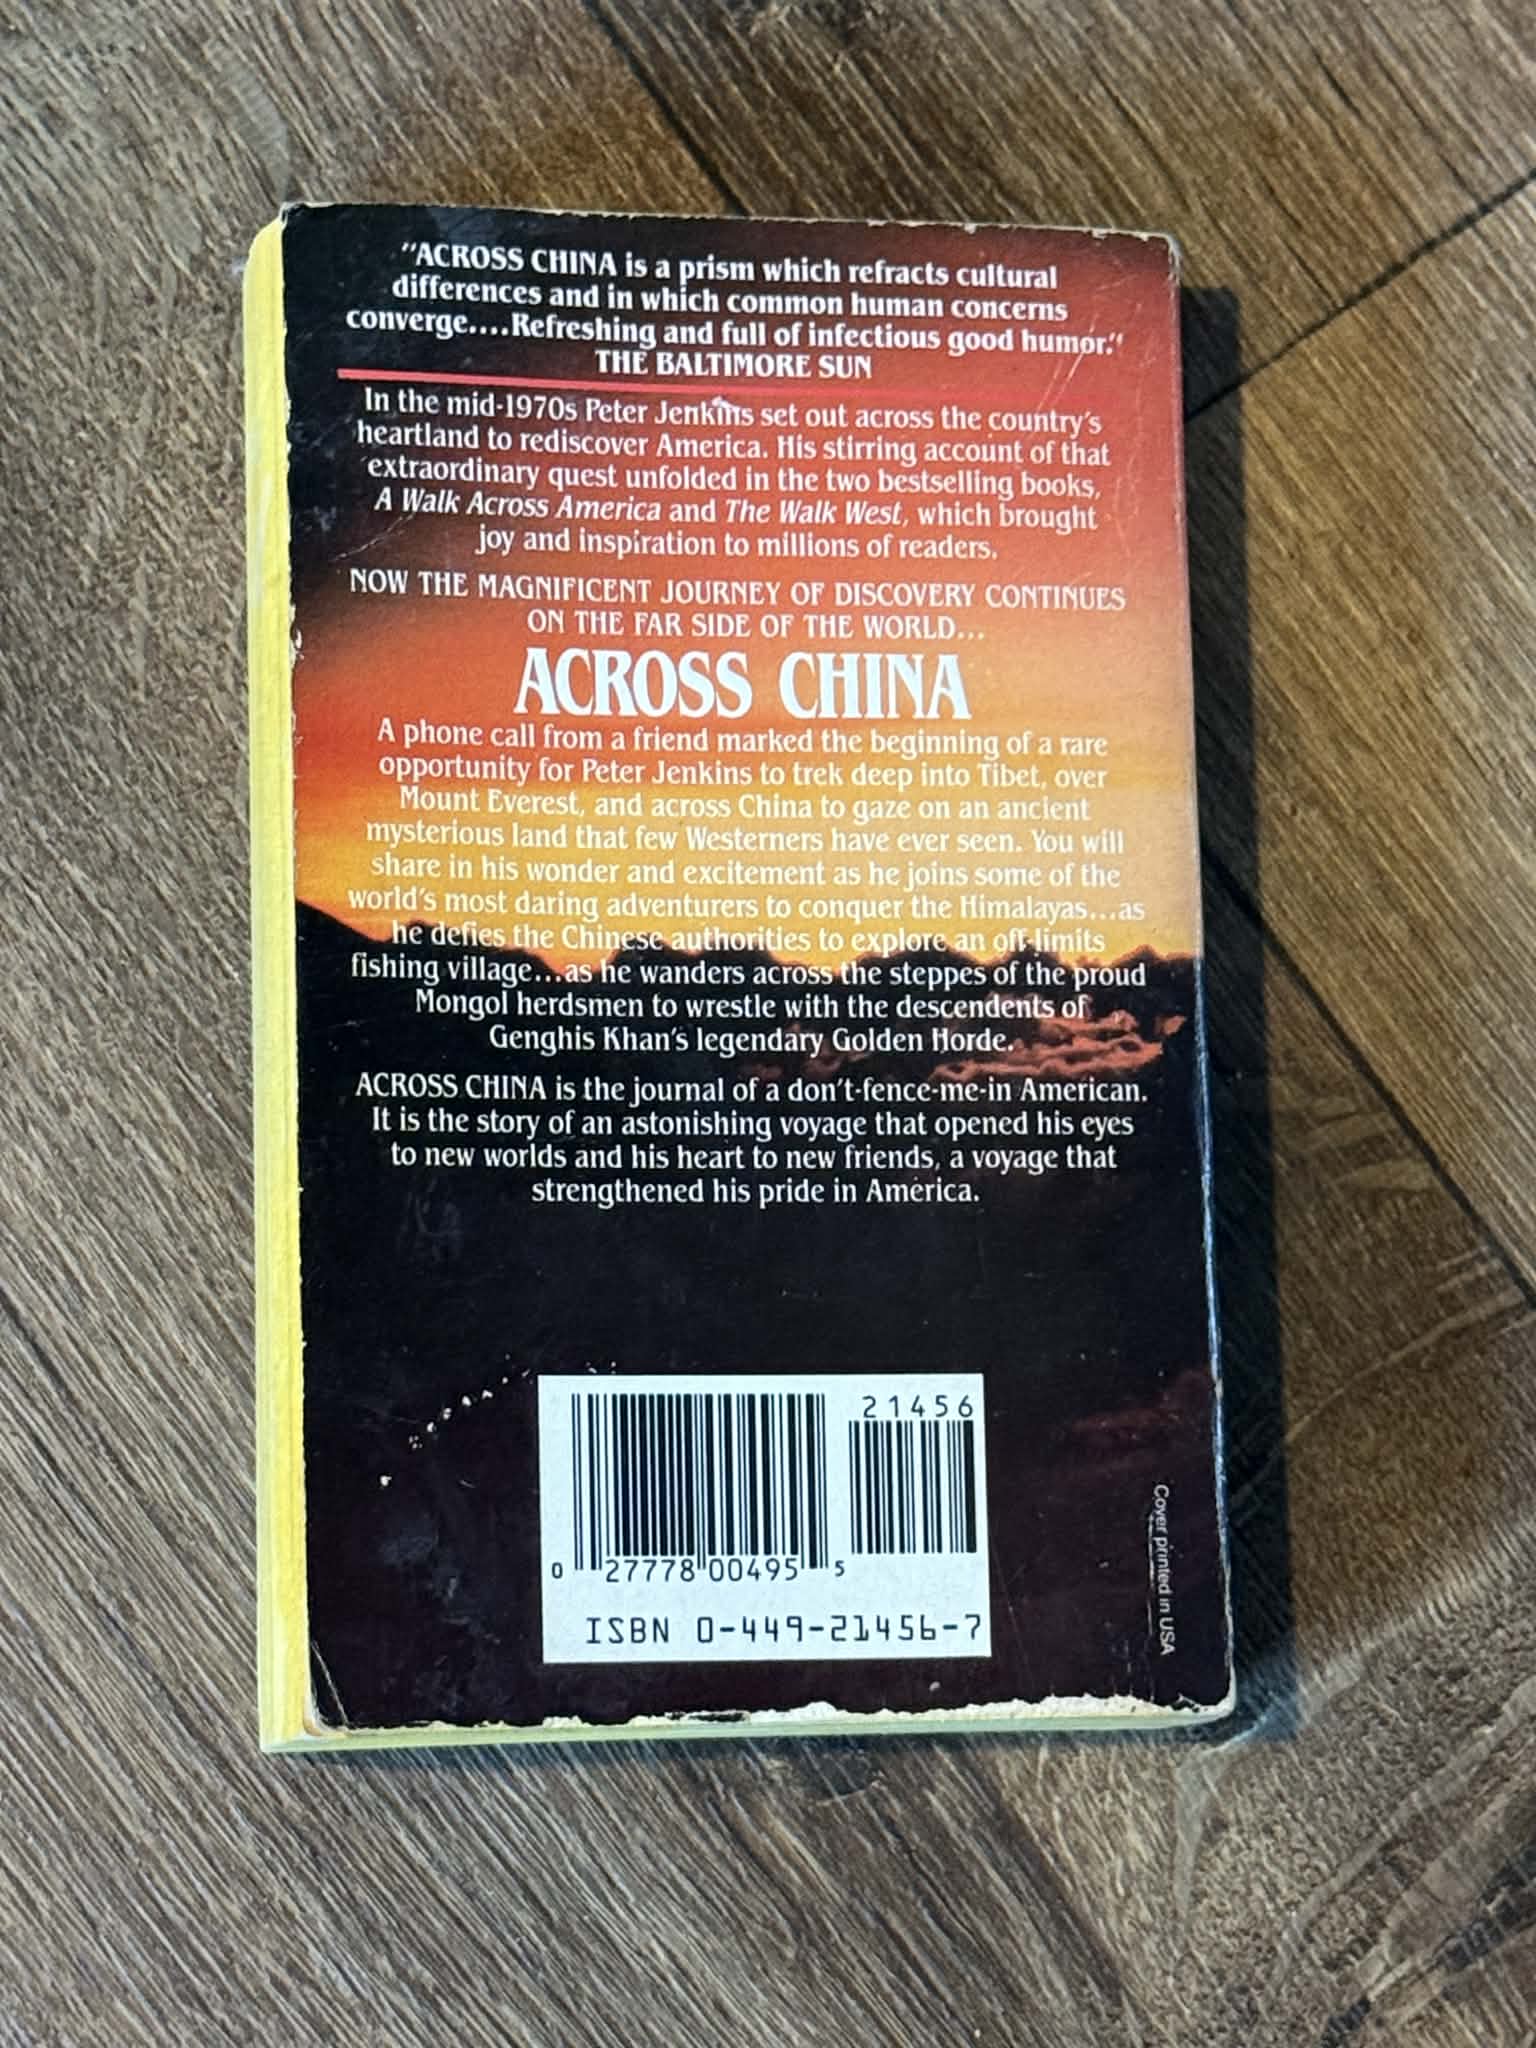 "ACROSS CHINA is a prism which refracts cultural
differences and in which common human concerns
converge....Refreshing and full of infectious good humor."
THE BALTIMORE SUN
In the mid-1970s Peter Jenkins set out across the country's
heartland to rediscover America. His stirring account of that
extraordinary quest unfolded in the two bestselling books,
A Walk Across America and The Walk West, which brought
joy and inspiration to millions of readers.
NOW THE MAGNIFICENT JOURNEY OF DISCOVERY CONTINUES
ON THE FAR SIDE OF THE WORLD...
ACROSS CHINA
A phone call from a friend marked the beginning of a rare
opportunity for Peter Jenkins to trek deep into Tibet, over
Mount Everest, and across China to gaze on an ancient
mysterious land that few Westerners have ever seen. You will
share in his wonder and excitement as he joins some of the
world's most daring adventurers to conquer the Himalayas...as
he defies the Chinese authorities to explore an off-limits
fishing village...as he wanders across the steppes of the proud
Mongol herdsmen to wrestle with the descendents of
Genghis Khan's legendary Golden Horde.
ACROSS CHINA is the journal of a don't-fence-me-in American.
It is the story of an astonishing voyage that opened his eyes
to new worlds and his heart to new friends, a voyage that
strengthened his pride in America.
21456
0 27778 00495 5
ISBN 0-449-21456-7
Cover printed in USA